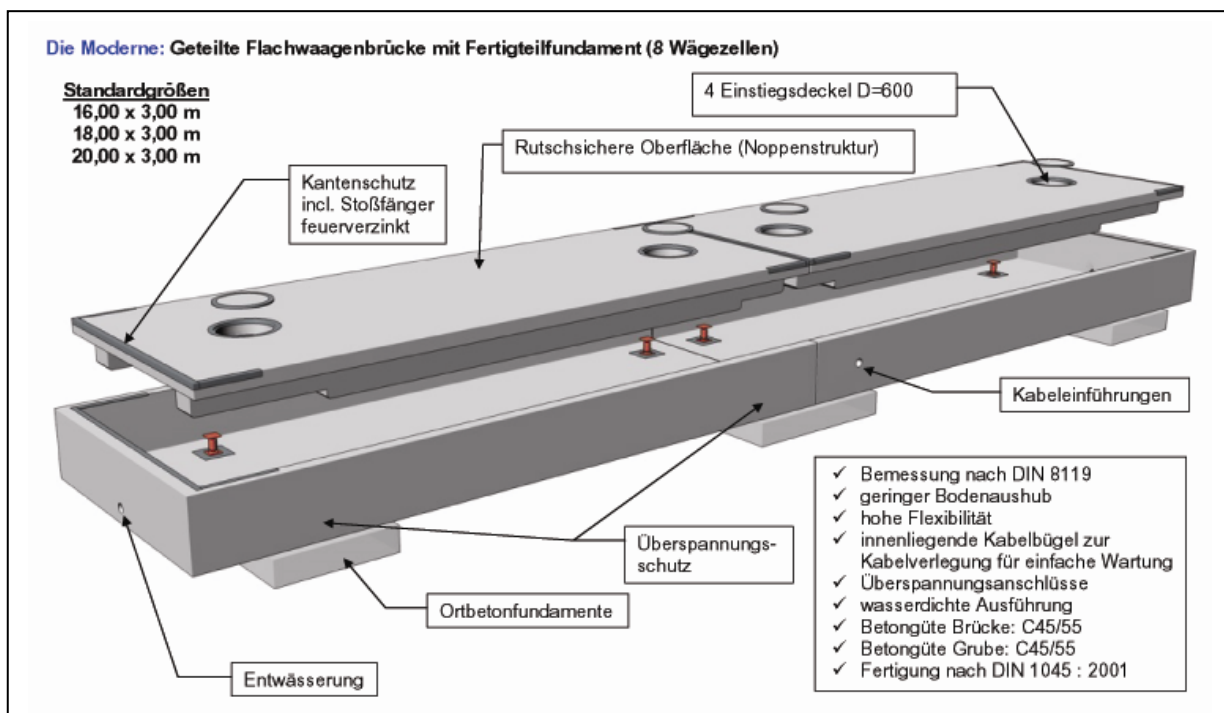 Die Moderne: Geteilte Flachwaagenbrücke mit Fertigteilfundament (8 Wägezellen)
Standardgrößen
16,00 x 3,00 m
18,00 x 3,00 m
20,00 x 3,00 m
4 Einstiegsdeckel D=600
Rutschsichere Oberfläche (Noppenstruktur)
Kantenschutz
incl. Stoßfänger
feuerverzinkt
Kabeleinführungen
Überspannungs-
schutz
Ortbetonfundamente
Entwässerung
✓ Bemessung nach DIN 8119
✓ geringer Bodenaushub
✓ hohe Flexibilität
✓ innenliegende Kabelbügel zur
Kabelverlegung für einfache Wartung
✓ Überspannungsanschlüsse
✓ wasserdichte Ausführung
✓ Betongüte Brücke: C45/55
✓ Betongüte Grube: C45/55
✓ Fertigung nach DIN 1045 : 2001